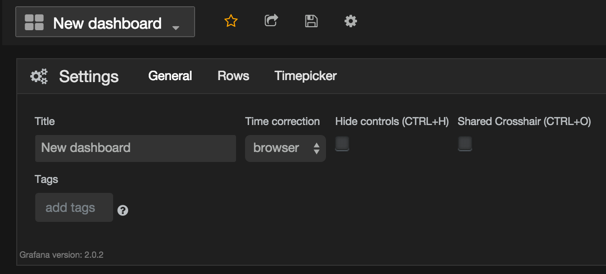 New dashboard
Settings General Rows Timepicker
Title Time correction Hide controls (CTRL+H) Shared Crosshair (CTRL+O)
New dashboard browser
Tags
add tags ?
Grafana version: 2.0.2